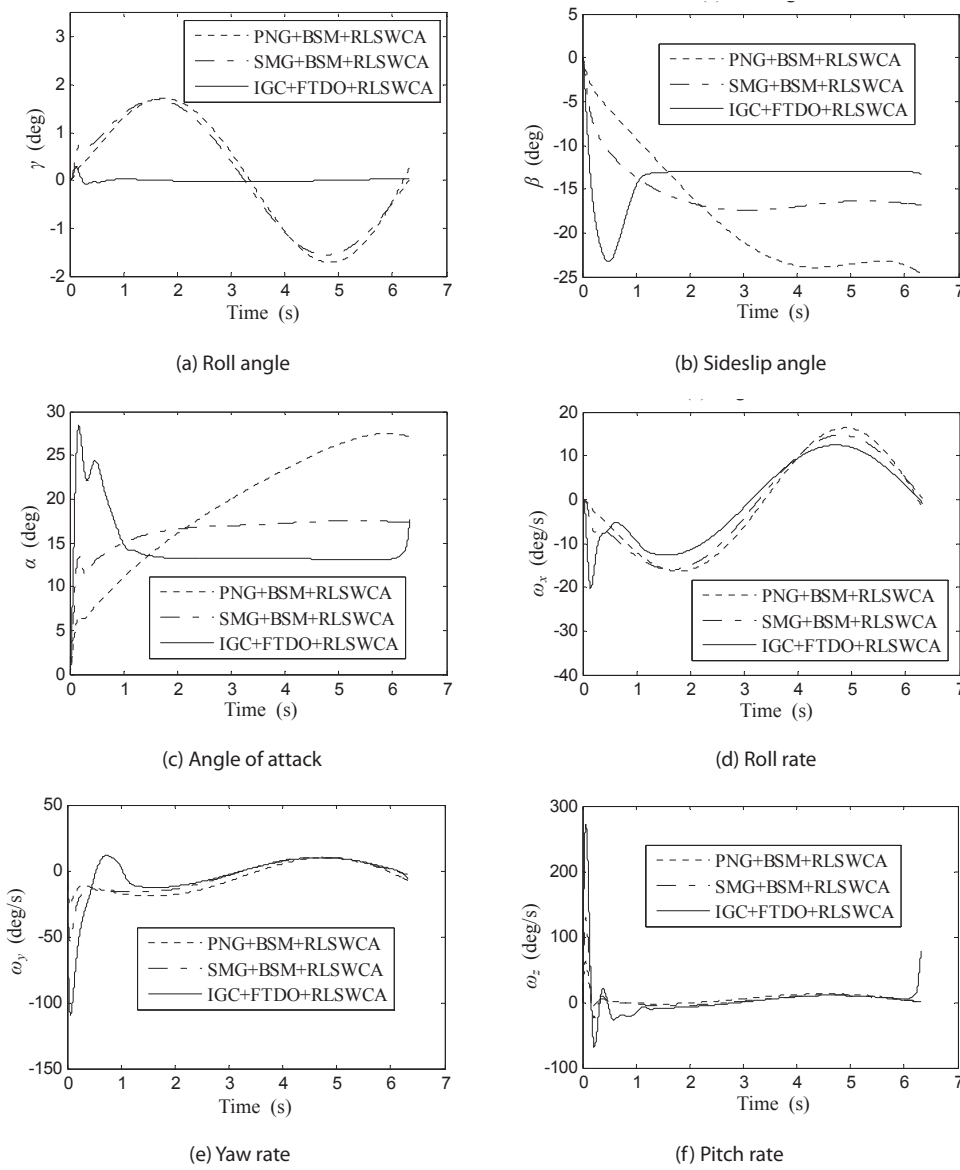 3
2
1
0
-1
-2
γ (deg)
PNG+BSM+RLSWCA
SMG+BSM+RLSWCA
IGC+FTDO+RLSWCA
0 1 2 3 4 5 6 7
Time (s)
(a) Roll angle
0
-5
-10
-15
-20
-25
β (deg)
PNG+BSM+RLSWCA
SMG+BSM+RLSWCA
IGC+FTDO+RLSWCA
0 1 2 3 4 5 6 7
Time (s)
(b) Sideslip angle
30
25
20
15
10
5
0
α (deg)
PNG+BSM+RLSWCA
SMG+BSM+RLSWCA
IGC+FTDO+RLSWCA
0 1 2 3 4 5 6 7
Time (s)
(c) Angle of attack
20
10
0
-10
-20
-30
-40
ωx (deg/s)
PNG+BSM+RLSWCA
SMG+BSM+RLSWCA
IGC+FTDO+RLSWCA
0 1 2 3 4 5 6 7
Time (s)
(d) Roll rate
50
0
-50
-100
-150
ωy (deg/s)
PNG+BSM+RLSWCA
SMG+BSM+RLSWCA
IGC+FTDO+RLSWCA
0 1 2 3 4 5 6 7
Time (s)
(e) Yaw rate
300
200
100
0
-100
ωz (deg/s)
PNG+BSM+RLSWCA
SMG+BSM+RLSWCA
IGC+FTDO+RLSWCA
0 1 2 3 4 5 6 7
Time (s)
(f) Pitch rate